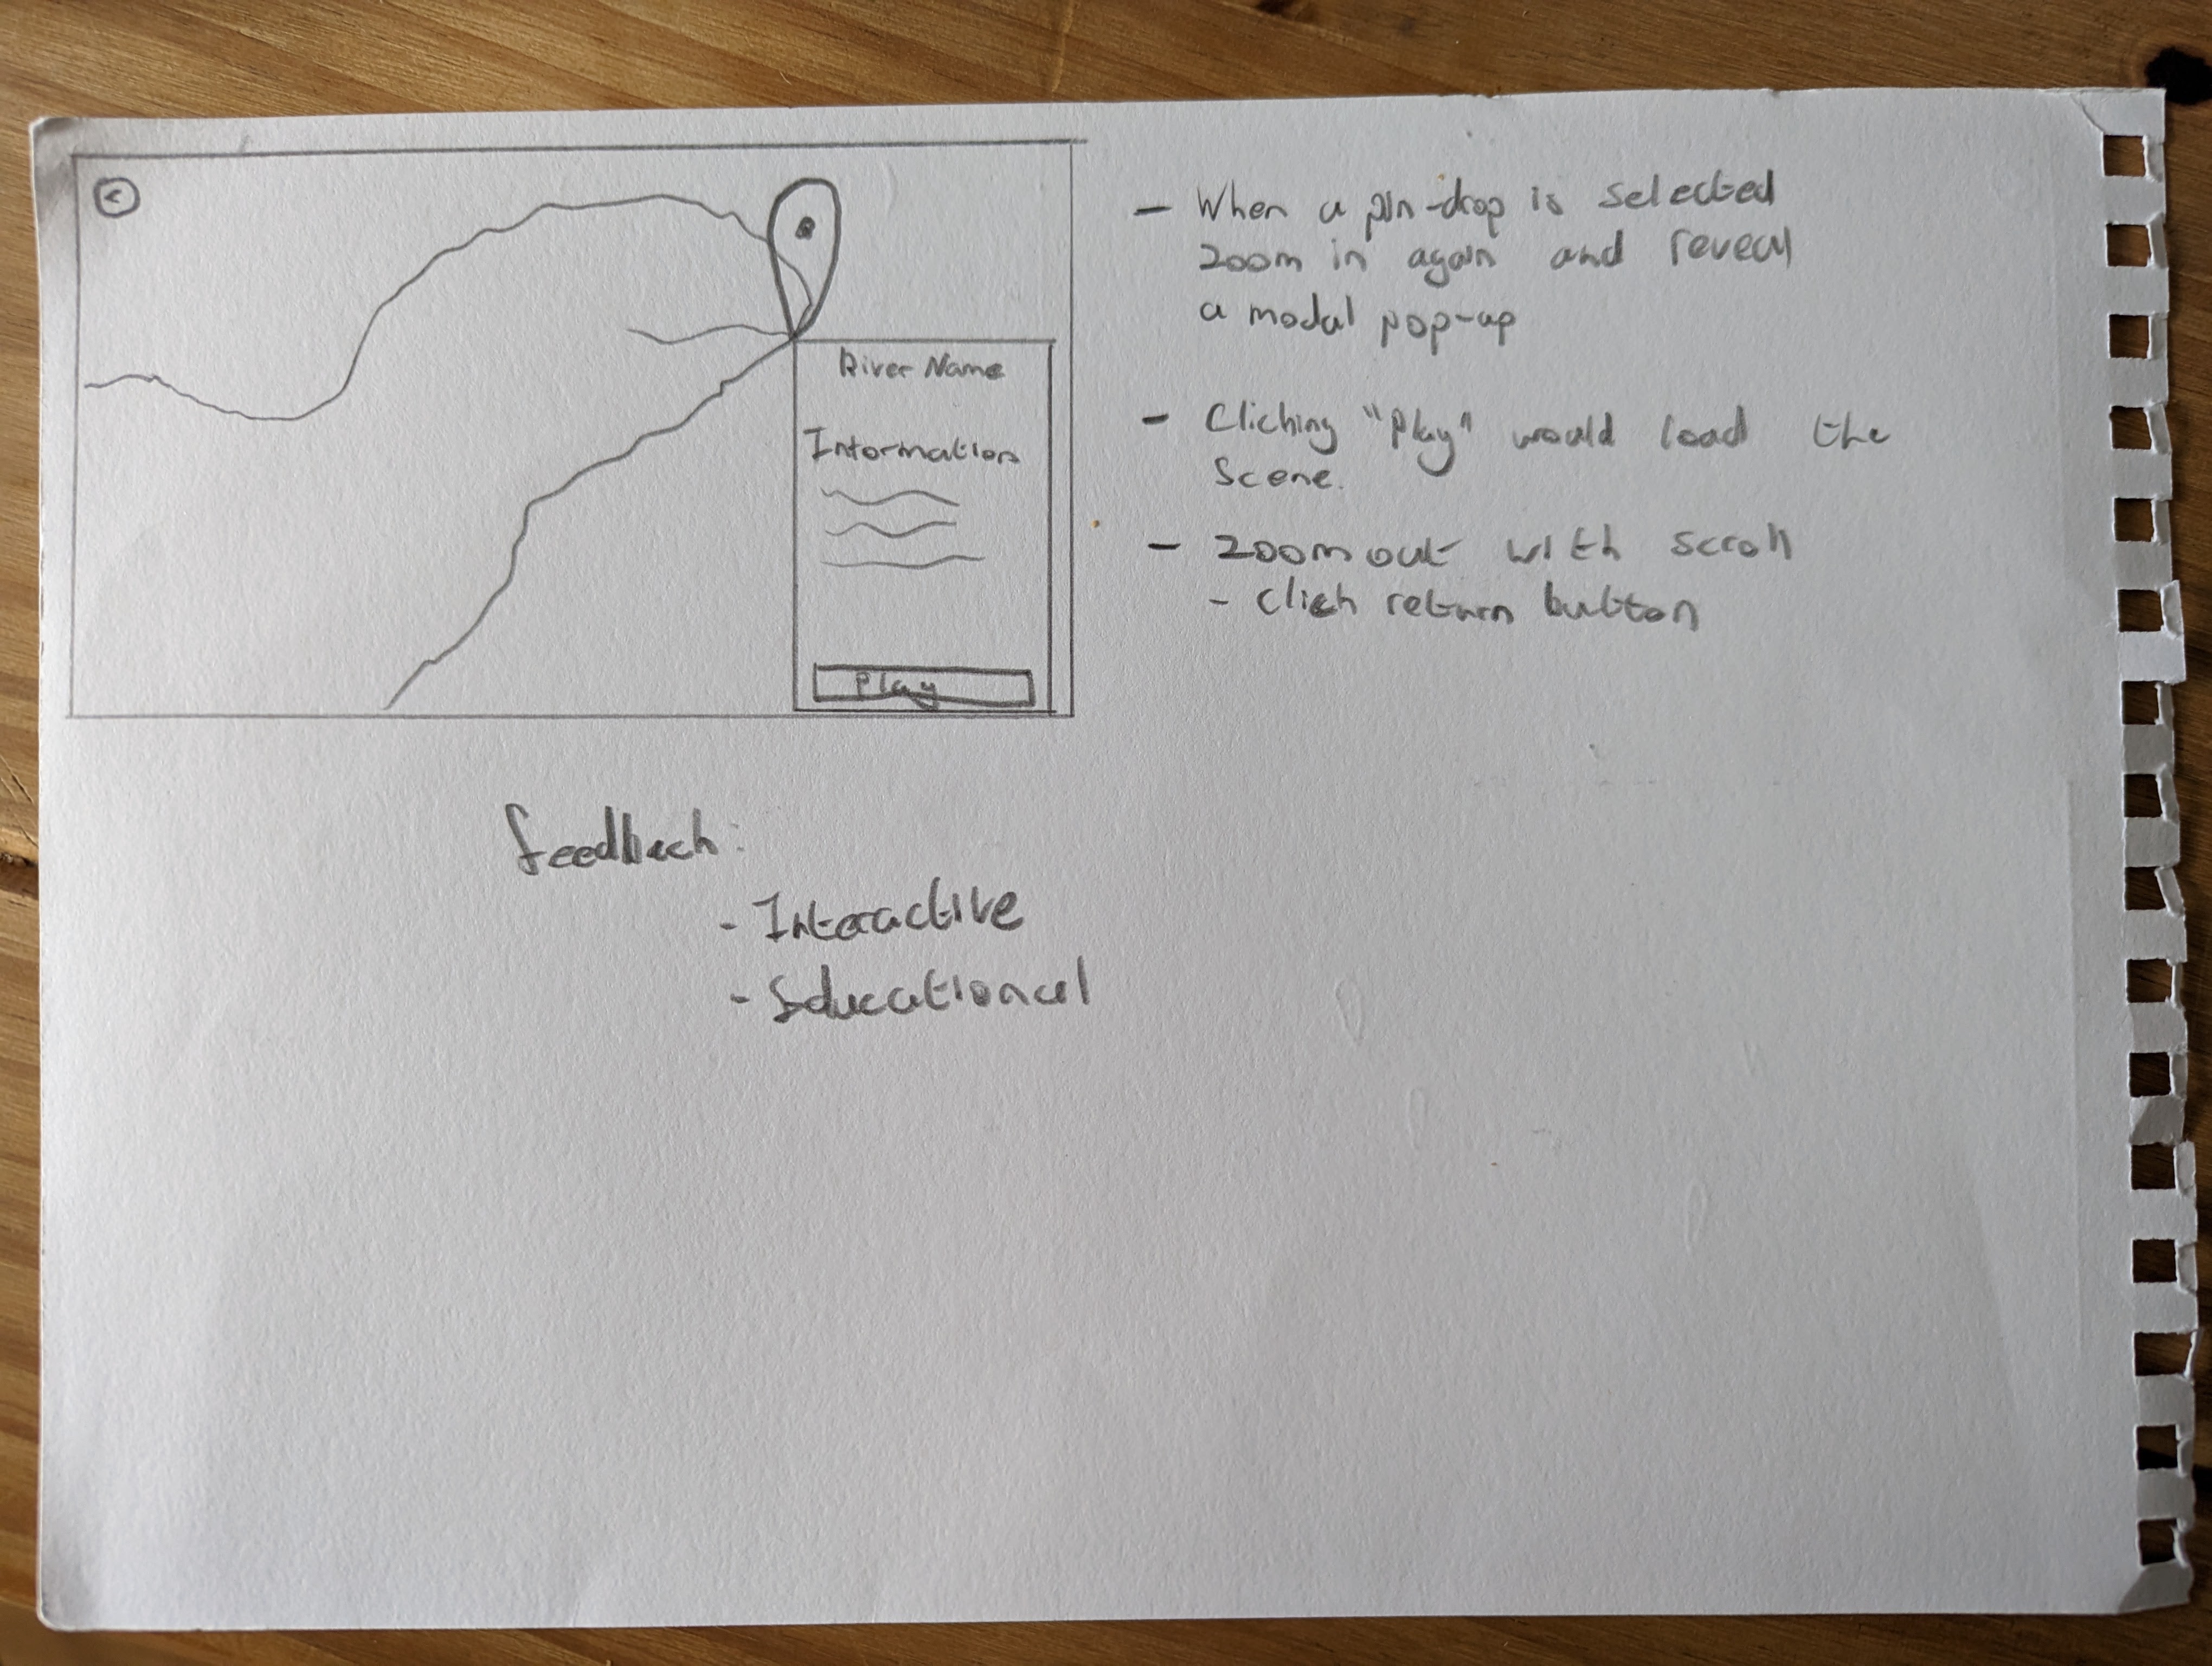 <
River Name
Information
Play
- When a pin-drop is selected
zoom in again and reveal
a modal pop-up
- Clicking "Play" would load the
scene.
- zoom out with scroll
- click return button
feedback:
- Interactive
- Educational